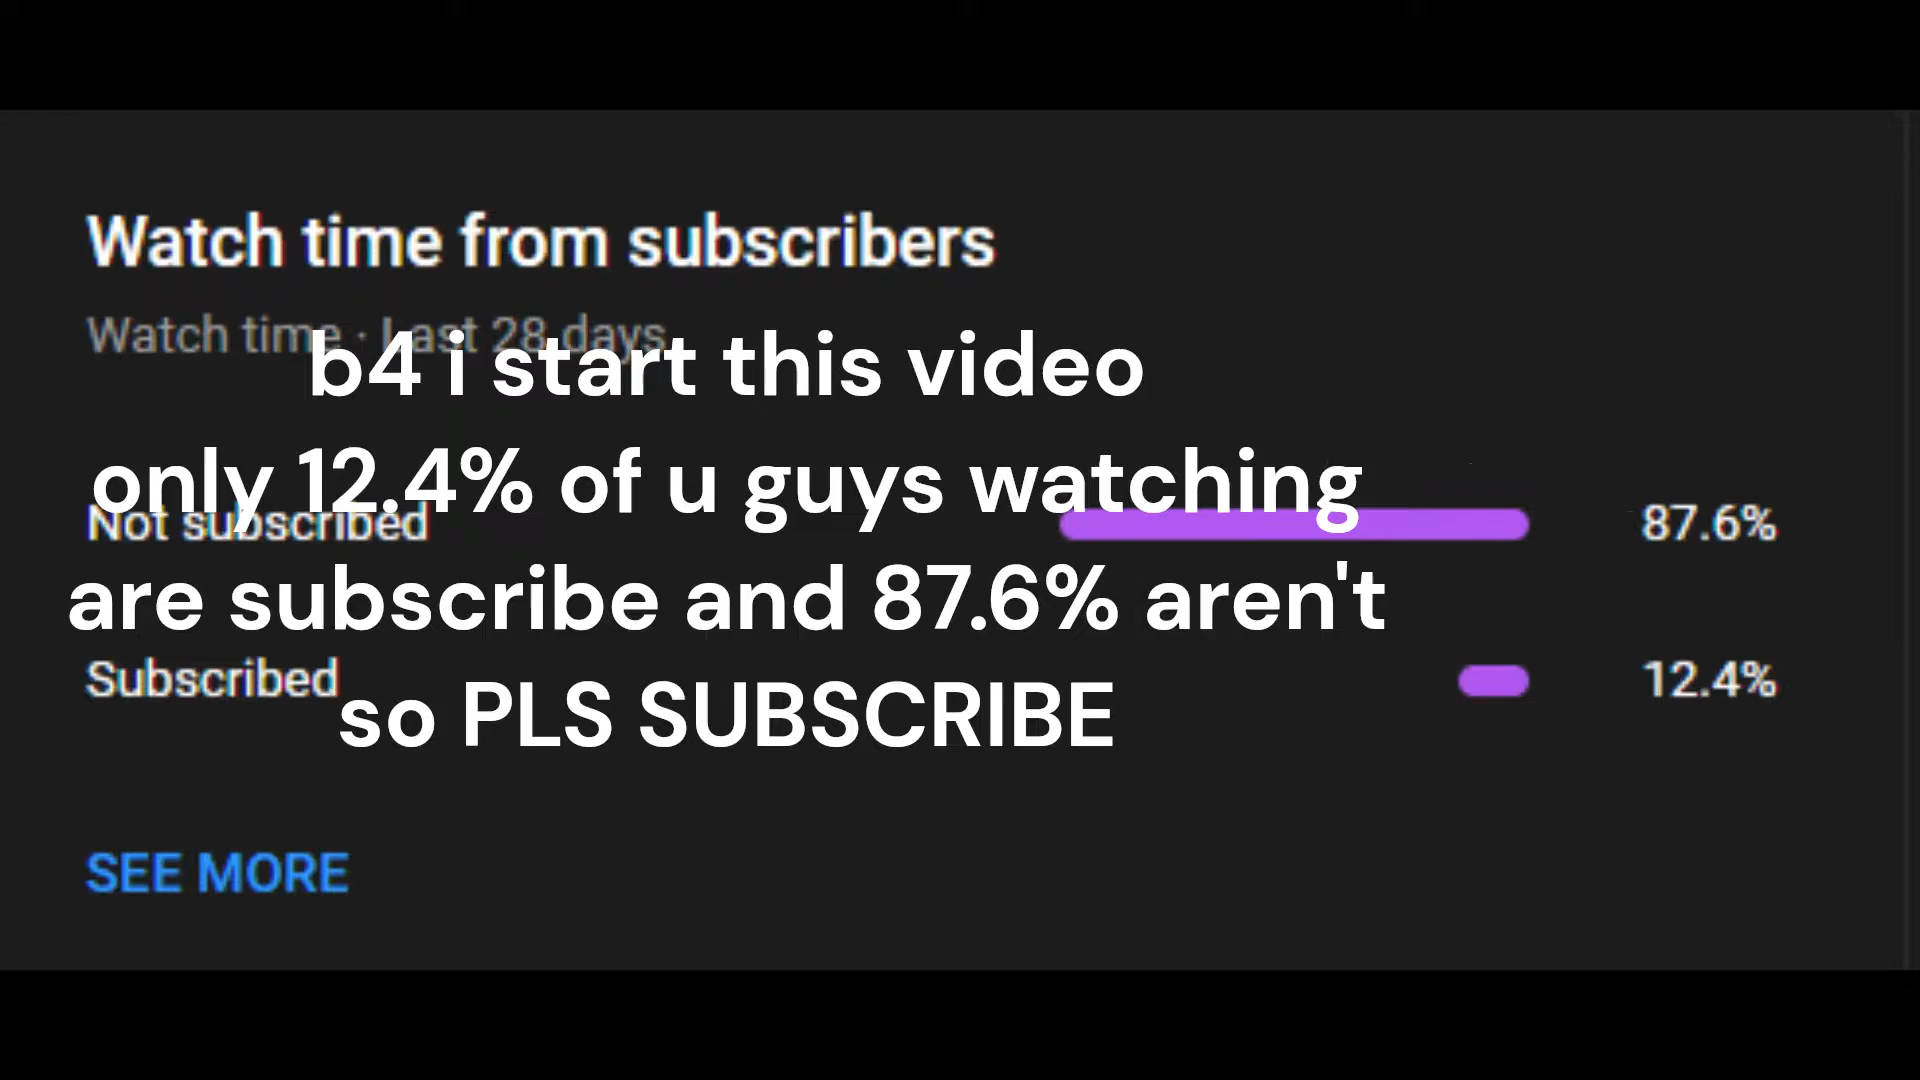 Watch time from subscribers
Watch time · Last 28 days
b4 i start this video
only 12.4% of u guys watching
Not subscribed 87.6%
are subscribe and 87.6% aren't
Subscribed 12.4%
so PLS SUBSCRIBE
SEE MORE